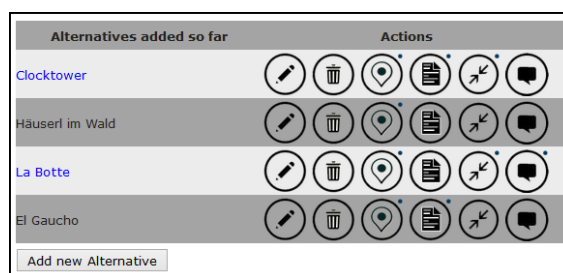 Alternatives added so far Actions
Clocktower
Häuserl im Wald
La Botte
El Gaucho
Add new Alternative